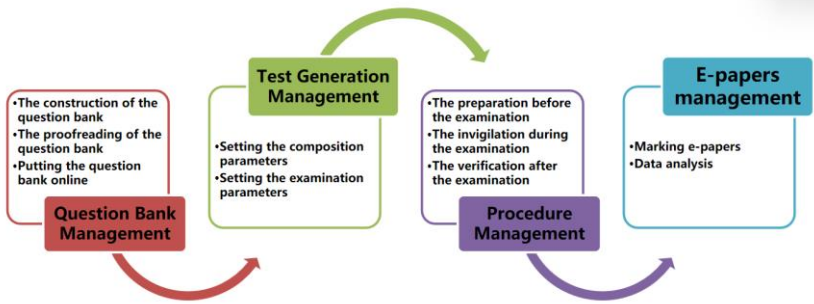 •The construction of the
question bank
•The proofreading of the
question bank
•Putting the question
bank online
Question Bank
Management
Test Generation
Management
•Setting the composition
parameters
•Setting the examination
parameters
•The preparation before
the examination
•The invigilation during
the examination
•The verification after
the examination
Procedure
Management
E-papers
management
•Marking e-papers
•Data analysis